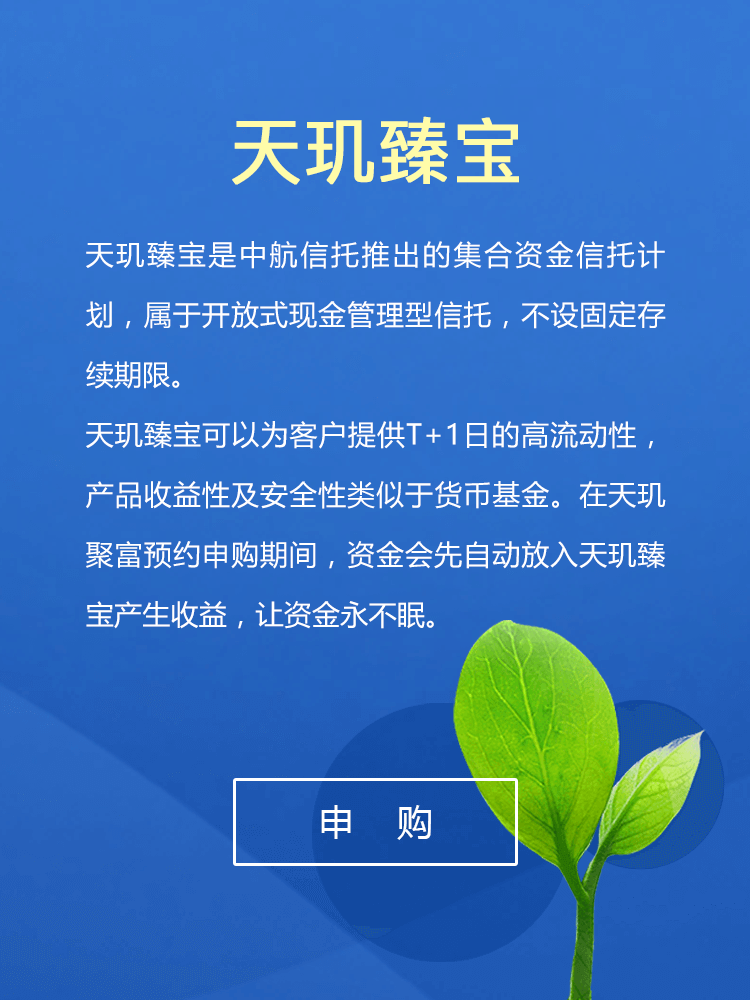 天玑臻宝
天玑臻宝是中航信托推出的集合资金信托计
划，属于开放式现金管理型信托，不设固定存
续期限。
天玑臻宝可以为客户提供T+1日的高流动性，
产品收益性及安全性类似于货币基金。在天玑
聚富预约申购期间，资金会先自动放入天玑臻
宝产生收益，让资金永不眠。
申 购